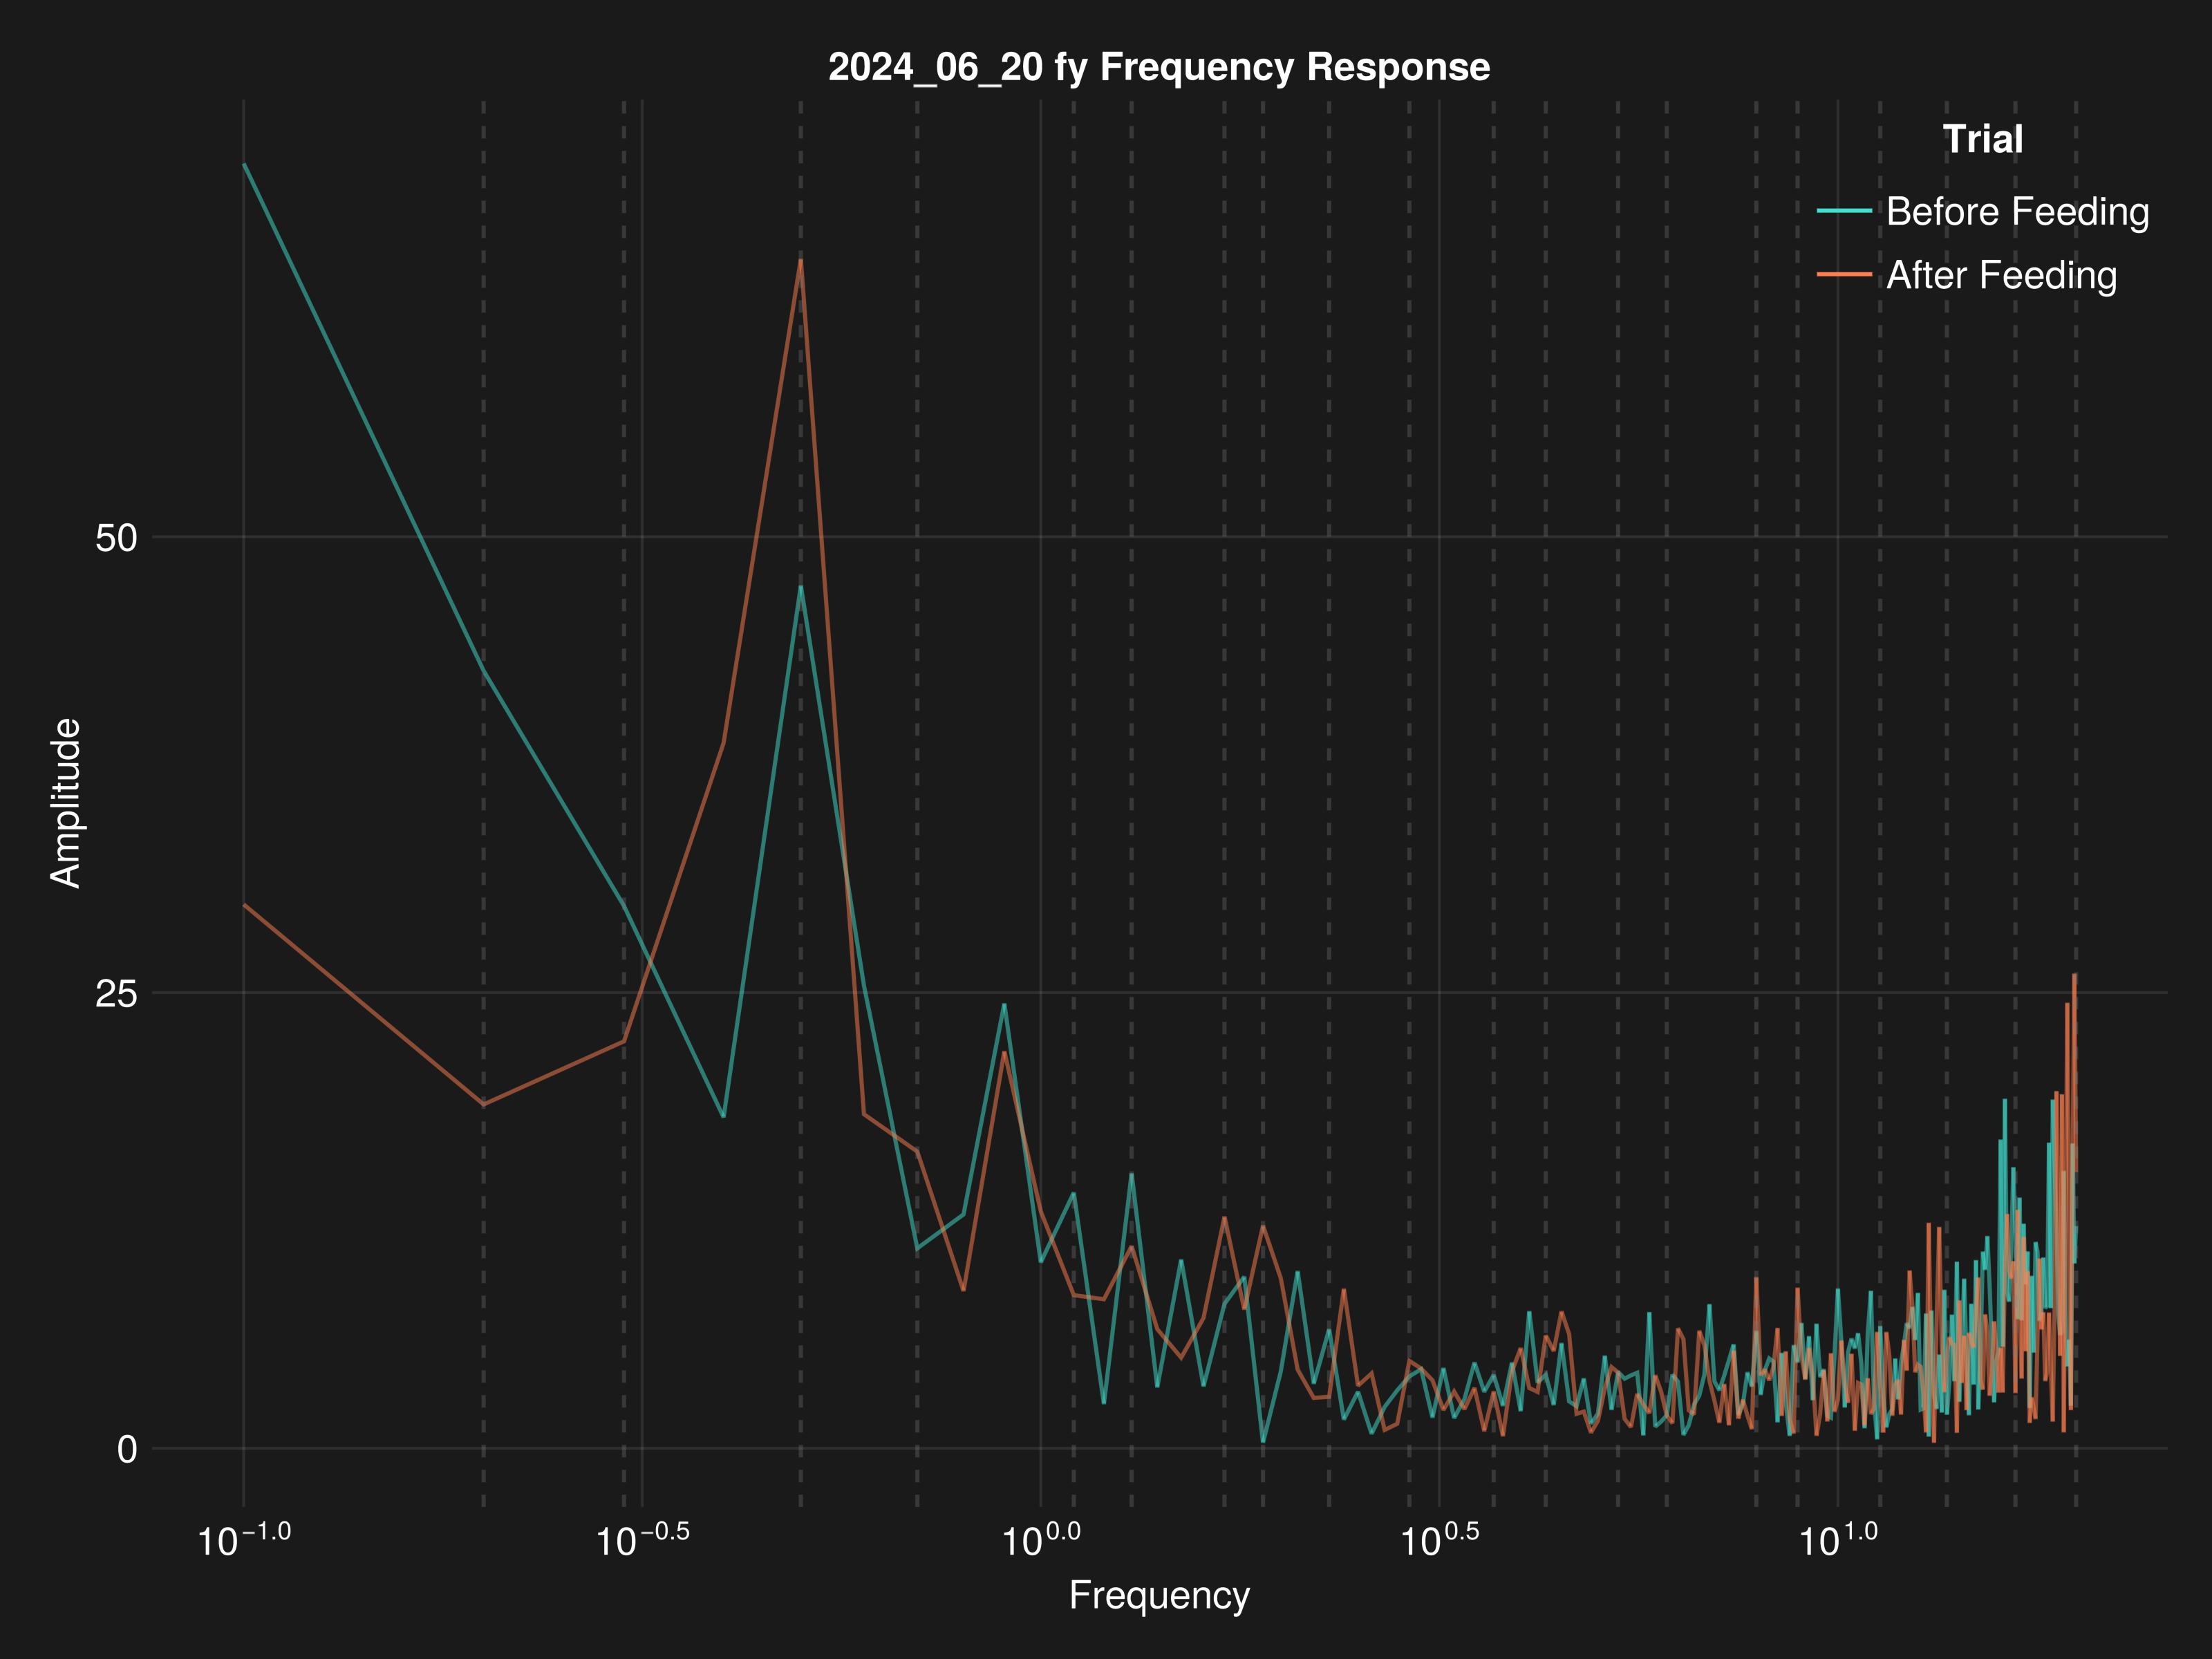 2024_06_20 fy Frequency Response
Trial
Before Feeding
After Feeding
Amplitude
50
25
0
10^−1.0 10^−0.5 10^0.0 10^0.5 10^1.0
Frequency